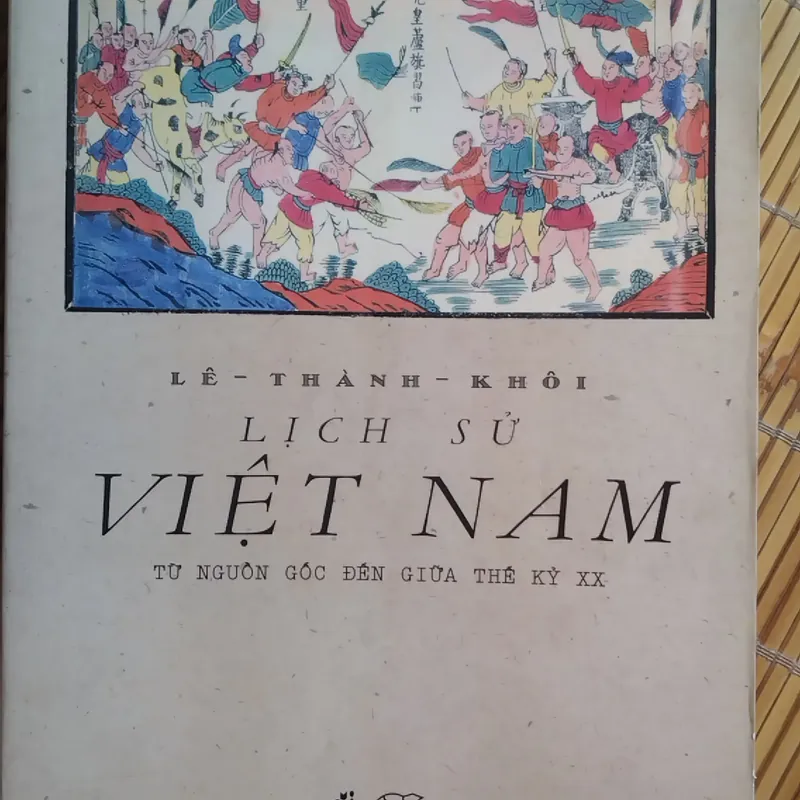 LÊ-THÀNH-KHÔI
LỊCH SỬ
VIỆT NAM
TỪ NGUỒN GỐC ĐẾN GIỮA THẾ KỶ XX